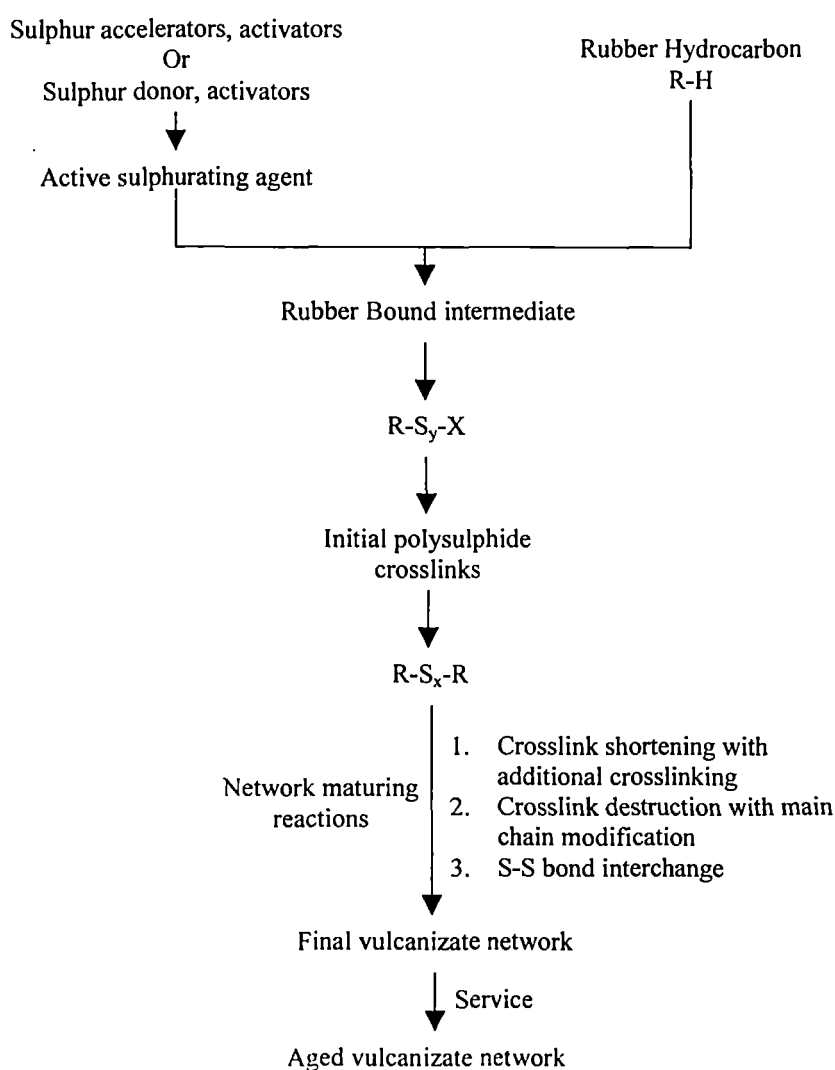 Sulphur accelerators, activators
Or
Sulphur donor, activators
Rubber Hydrocarbon
R-H
Active sulphurating agent
Rubber Bound intermediate
R-Sy-X
Initial polysulphide
crosslinks
R-Sx-R
Network maturing
reactions
1. Crosslink shortening with
additional crosslinking
2. Crosslink destruction with main
chain modification
3. S-S bond interchange
Final vulcanizate network
Service
Aged vulcanizate network